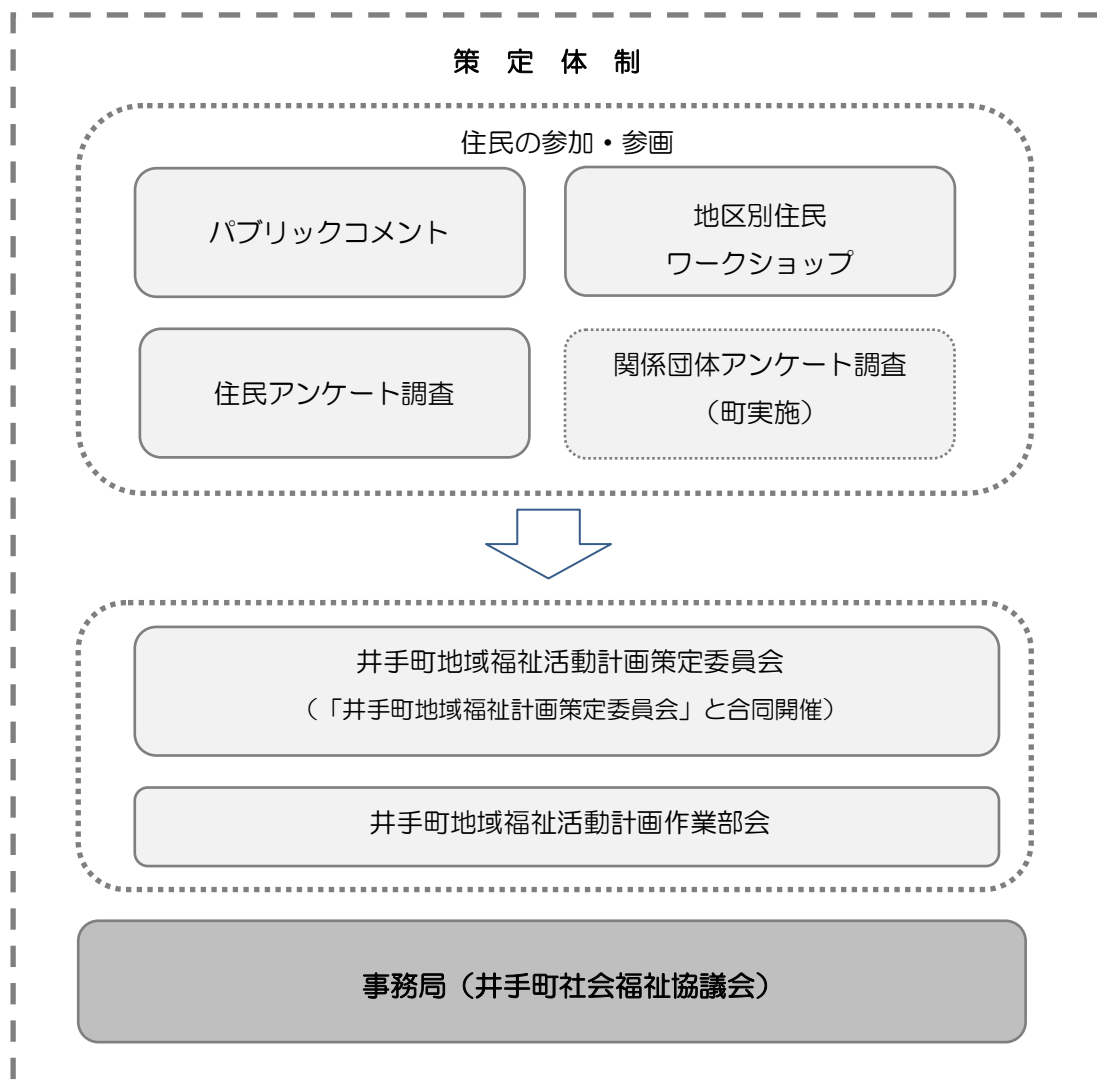 策 定 体 制
住民の参加・参画
パブリックコメント
地区別住民
ワークショップ
住民アンケート調査
関係団体アンケート調査
（町実施）
井手町地域福祉活動計画策定委員会
（「井手町地域福祉計画策定委員会」と合同開催）
井手町地域福祉活動計画作業部会
事務局（井手町社会福祉協議会）